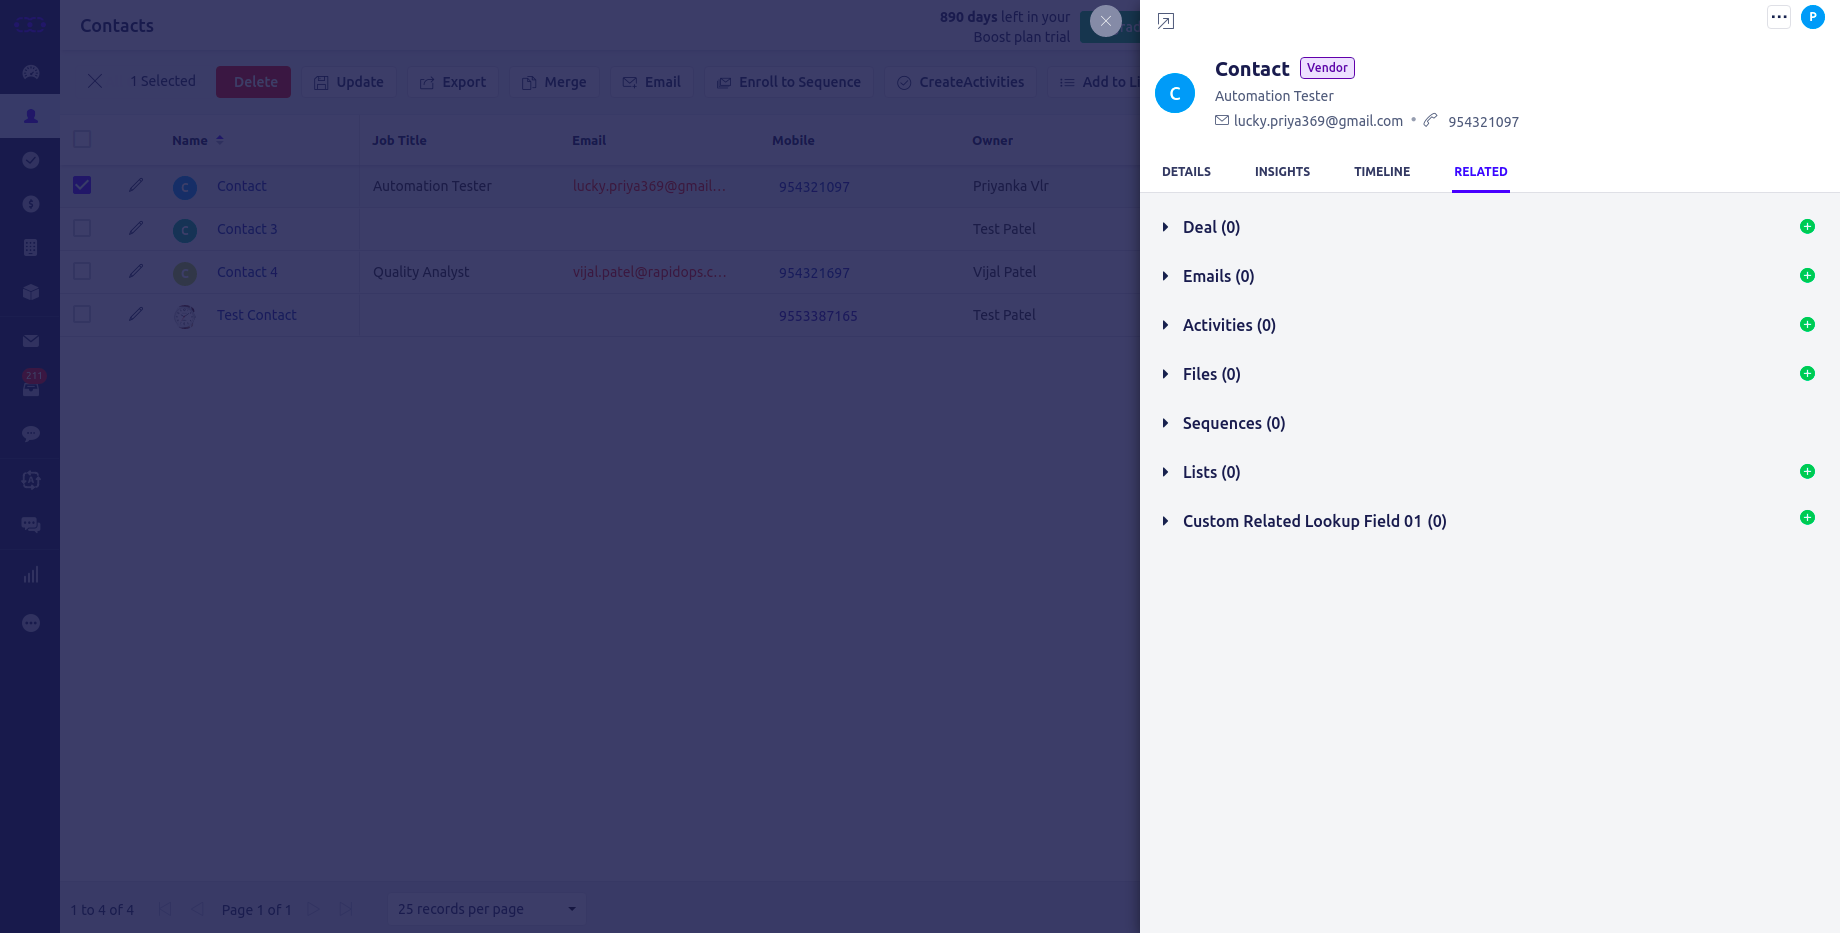 Contacts
890 days left in your
Boost plan trial
1 Selected
Delete
Update
Export
Merge
Email
Enroll to Sequence
CreateActivities
Add to Li
Name
Job Title
Email
Mobile
Owner
C
Contact
Automation Tester
lucky.priya369@gmail...
954321097
Priyanka Vlr
C
Contact 3
Test Patel
C
Contact 4
Quality Analyst
vijal.patel@rapidops.c...
954321697
Vijal Patel
Test Contact
9553387165
Test Patel
211
1 to 4 of 4
Page 1 of 1
25 records per page
P
C
Contact
Vendor
Automation Tester
lucky.priya369@gmail.com • 954321097
DETAILS
INSIGHTS
TIMELINE
RELATED
Deal (0)
Emails (0)
Activities (0)
Files (0)
Sequences (0)
Lists (0)
Custom Related Lookup Field 01 (0)